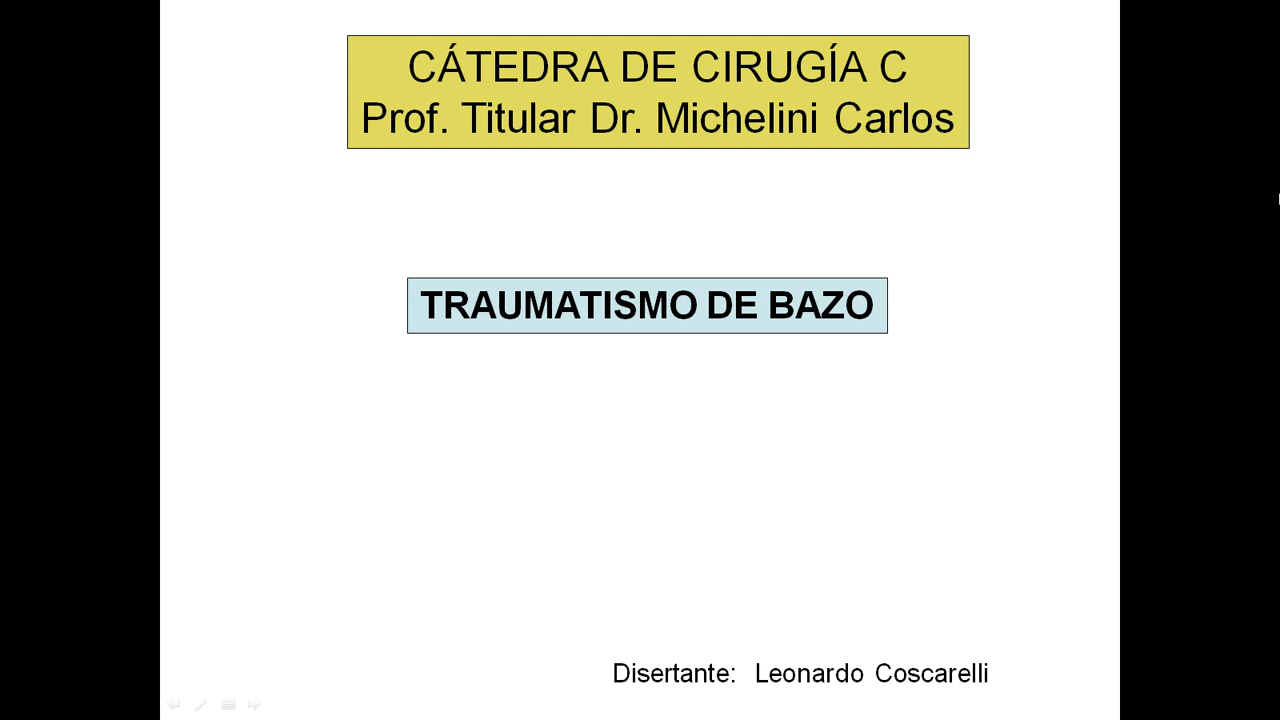 CÁTEDRA DE CIRUGÍA C
Prof. Titular Dr. Michelini Carlos
TRAUMATISMO DE BAZO
Disertante: Leonardo Coscarelli